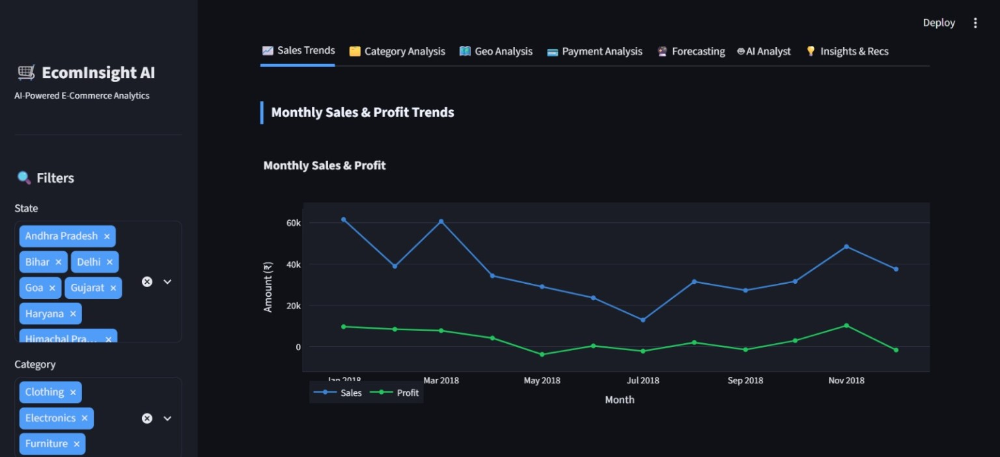 Deploy
Sales Trends Category Analysis Geo Analysis Payment Analysis Forecasting AI Analyst Insights & Recs
EcomInsight AI
AI-Powered E-Commerce Analytics
Filters
State
Andhra Pradesh ×
Bihar × Delhi ×
Goa × Gujarat ×
Haryana ×
Himachal Pra... ×
Category
Clothing ×
Electronics ×
Furniture ×
Monthly Sales & Profit Trends
Monthly Sales & Profit
Amount (₹)
60k
40k
20k
0
Jan 2018 Mar 2018 May 2018 Jul 2018 Sep 2018 Nov 2018
Sales Profit
Month